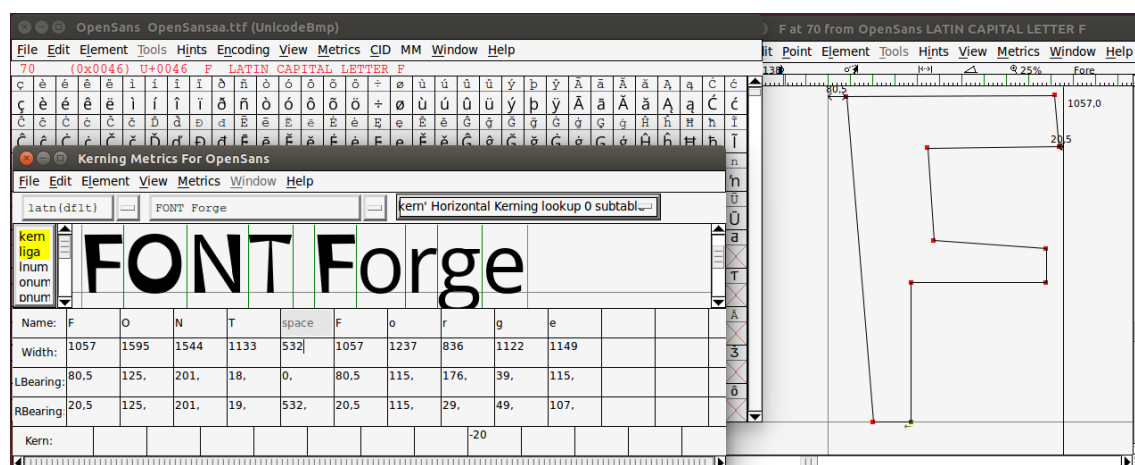 OpenSans OpenSansaa.ttf (UnicodeBmp)
File Edit Element Tools Hints Encoding View Metrics CID MM Window Help
70 (0x0046) U+0046 F LATIN CAPITAL LETTER F
ç è é ê ë ì í î ï ð ñ ò ó ô õ ö ÷ ø ù ú û ü ý þ ÿ Ā ā Ă ă Ą ą Ć ć
ç è é ê ë ì í î ï ð ñ ò ó ô õ ö ÷ ø ù ú û ü ý þ ÿ Ā ā Ă ă Ą ą Ć ć
Ĉ ĉ Ċ ċ Č č Ď ď Đ đ Ē ē Ĕ ĕ Ė ė Ę ę Ě ě Ĝ ĝ Ğ ğ Ġ ġ Ģ ģ Ĥ ĥ Ħ ħ Ĩ
Kerning Metrics For OpenSans
File Edit Element View Metrics Window Help
latn{dflt} FONT Forge kern' Horizontal Kerning lookup 0 subtabl
kern
liga
lnum
onum
pnum
FONT Forge
Name: F O N T space F o r g e
Width: 1057 1595 1544 1133 532 1057 1237 836 1122 1149
LBearing: 80,5 125, 201, 18, 0, 80,5 115, 176, 39, 115,
RBearing: 20,5 125, 201, 19, 532, 20,5 115, 29, 49, 107,
Kern: -20
F at 70 from OpenSans LATIN CAPITAL LETTER F
lit Point Element Tools Hints View Metrics Window Help
25% Fore
80,5
1057,0
20,5